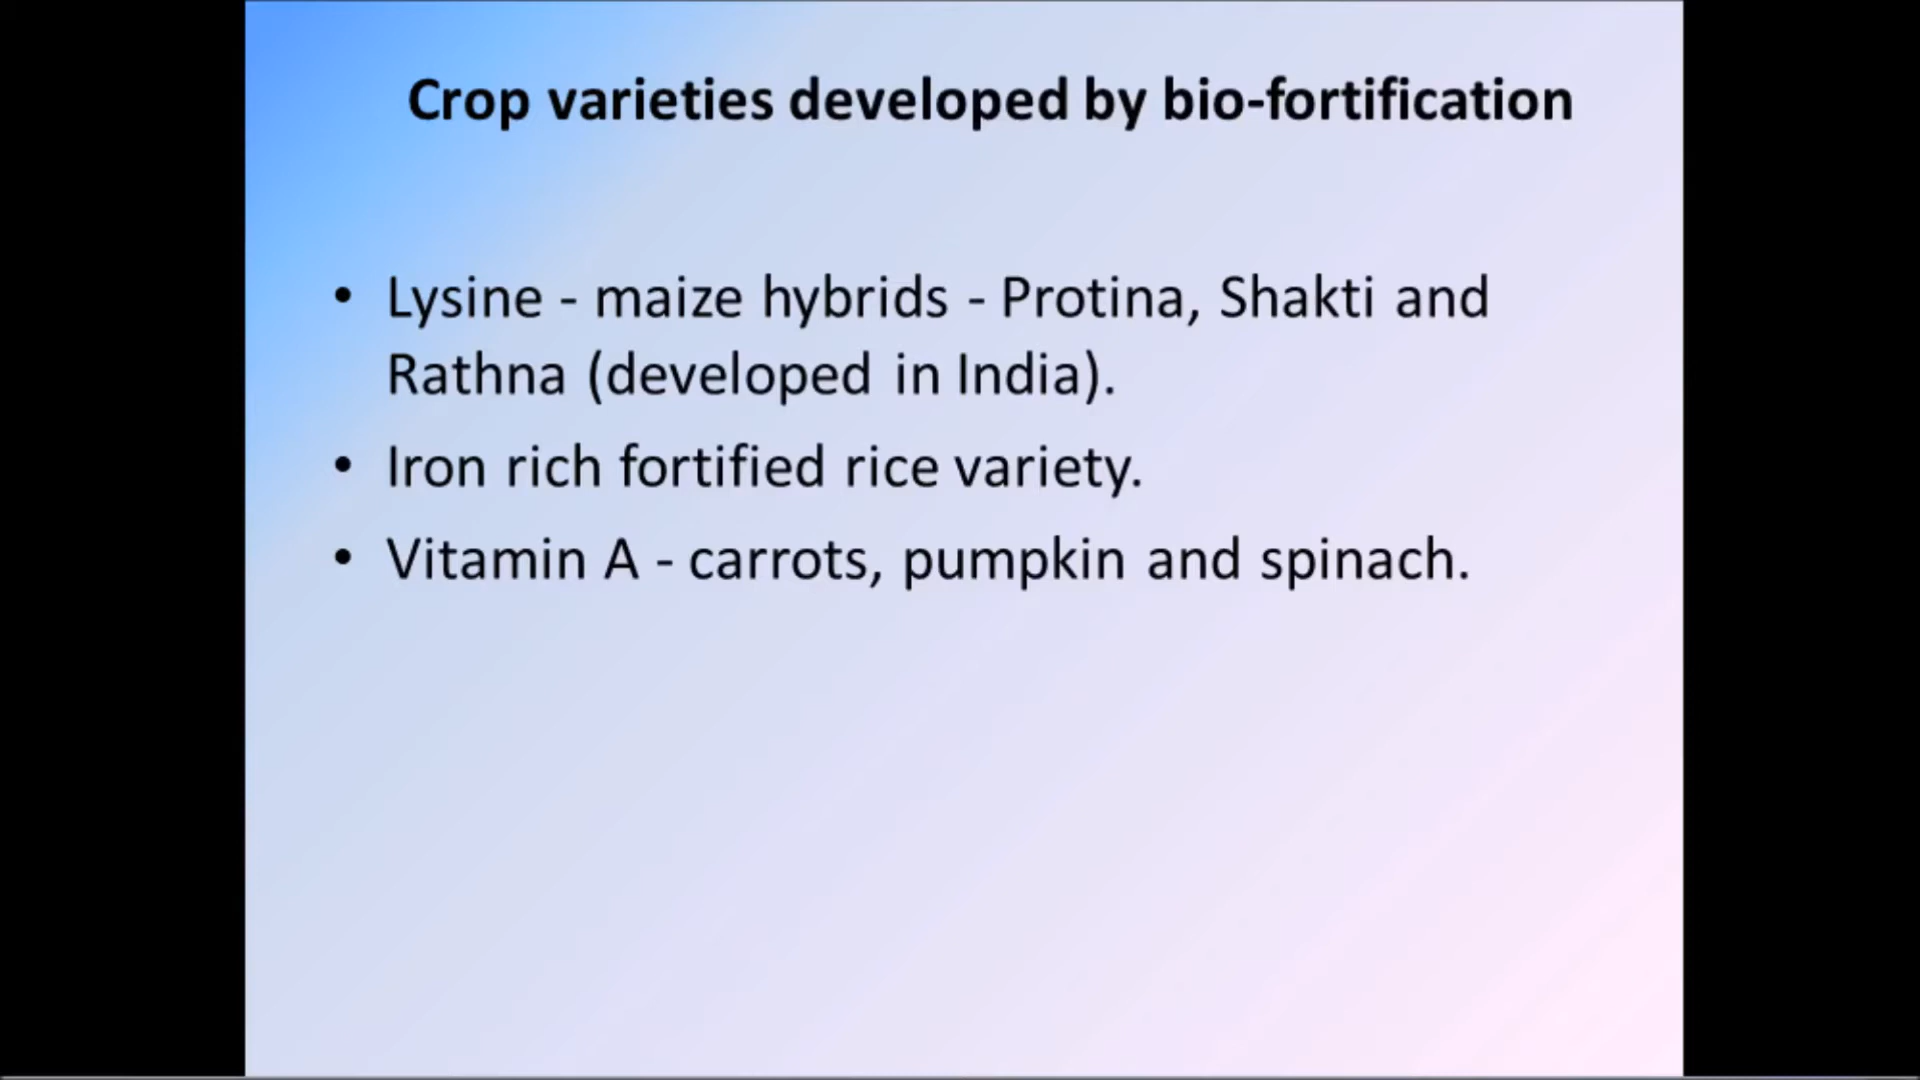 Crop varieties developed by bio-fortification
• Lysine - maize hybrids - Protina, Shakti and
Rathna (developed in India).
• Iron rich fortified rice variety.
• Vitamin A - carrots, pumpkin and spinach.